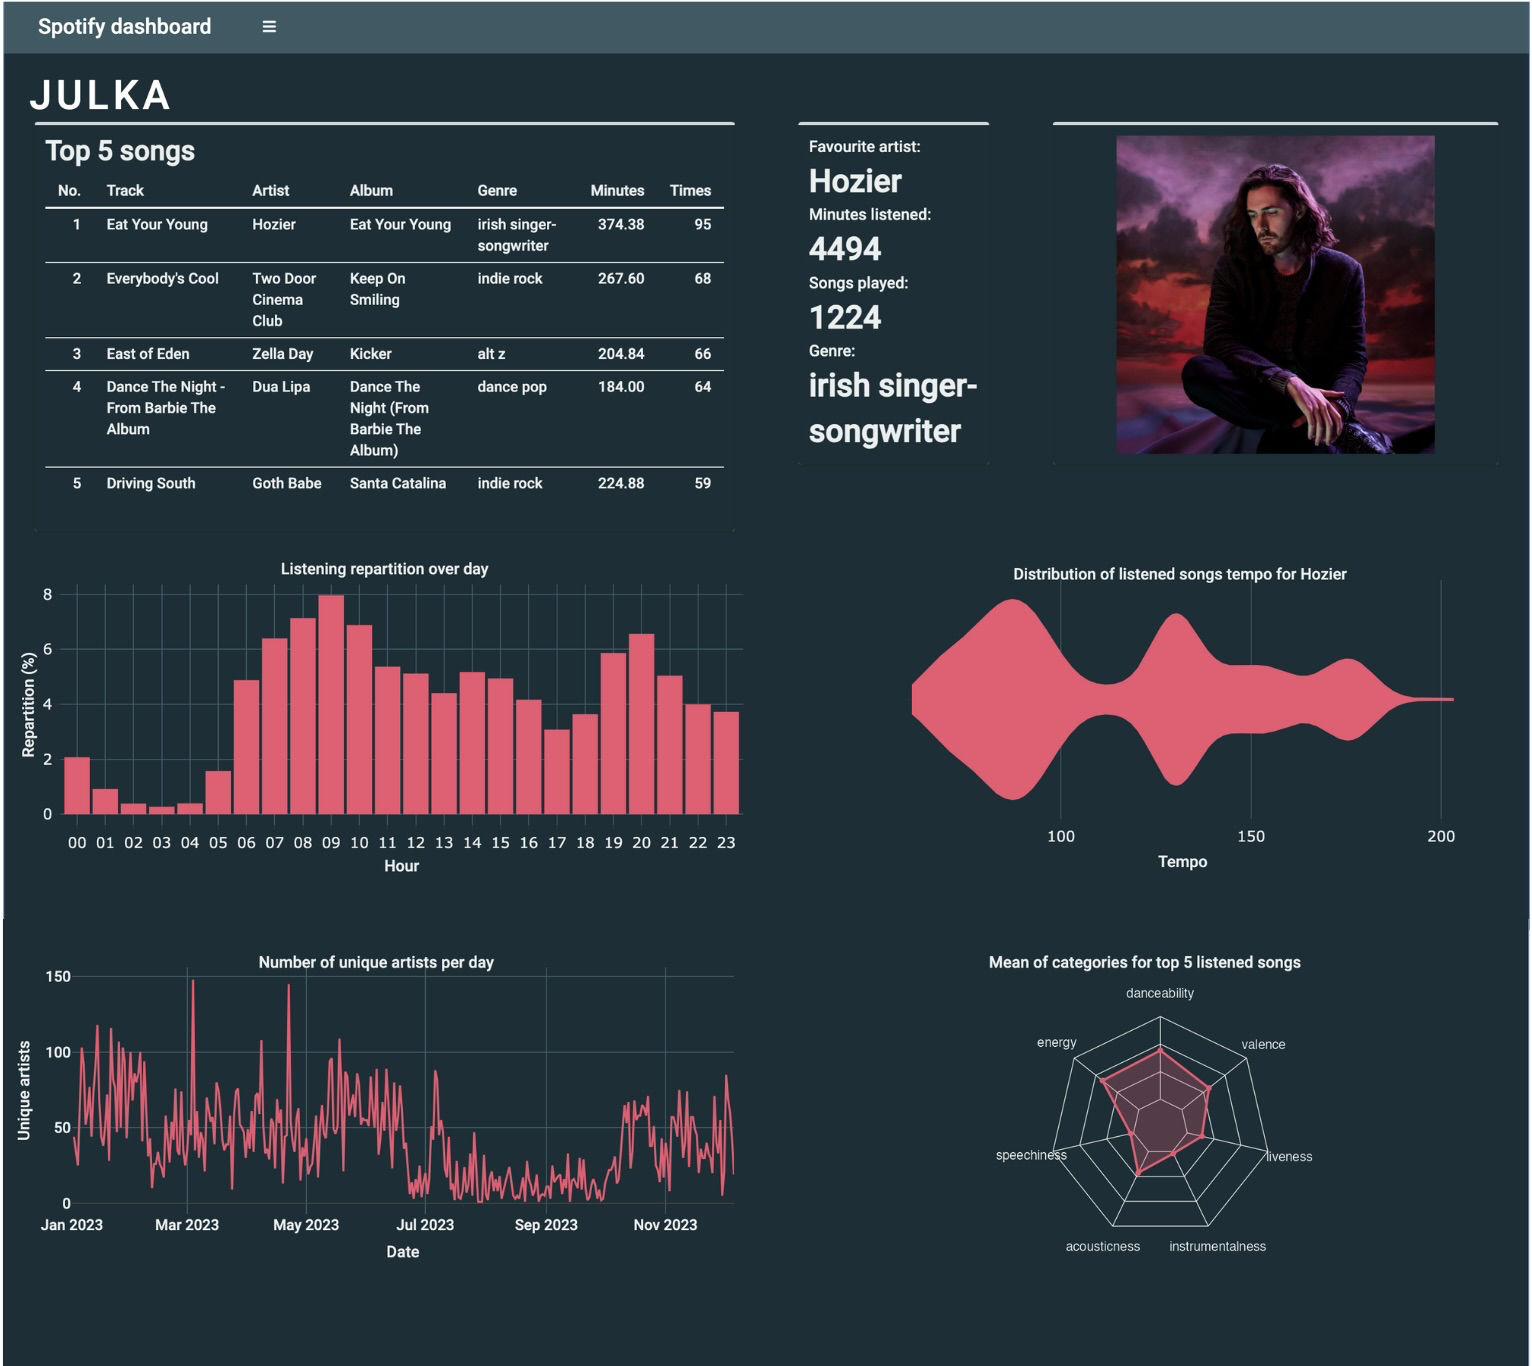 Spotify dashboard
JULKA
Top 5 songs
No. Track Artist Album Genre Minutes Times
1 Eat Your Young Hozier Eat Your Young irish singer- 374.38 95
songwriter
2 Everybody's Cool Two Door Keep On indie rock 267.60 68
Cinema Smiling
Club
3 East of Eden Zella Day Kicker alt z 204.84 66
4 Dance The Night - Dua Lipa Dance The dance pop 184.00 64
From Barbie The Night (From
Album Barbie The
Album)
5 Driving South Goth Babe Santa Catalina indie rock 224.88 59
Favourite artist:
Hozier
Minutes listened:
4494
Songs played:
1224
Genre:
irish singer-
songwriter
Listening repartition over day
Repartition (%)
8
6
4
2
0
00 01 02 03 04 05 06 07 08 09 10 11 12 13 14 15 16 17 18 19 20 21 22 23
Hour
Distribution of listened songs tempo for Hozier
100 150 200
Tempo
Number of unique artists per day
Unique artists
150
100
50
0
Jan 2023 Mar 2023 May 2023 Jul 2023 Sep 2023 Nov 2023
Date
Mean of categories for top 5 listened songs
danceability
energy valence
speechiness liveness
acousticness instrumentalness